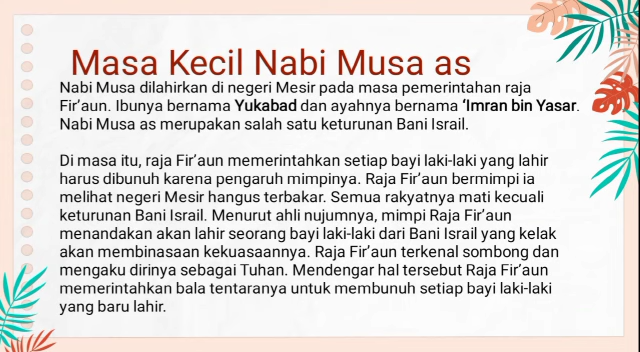 Masa Kecil Nabi Musa as
Nabi Musa dilahirkan di negeri Mesir pada masa pemerintahan raja
Fir’aun. Ibunya bernama Yukabad dan ayahnya bernama ‘Imran bin Yasar.
Nabi Musa as merupakan salah satu keturunan Bani Israil.
Di masa itu, raja Fir’aun memerintahkan setiap bayi laki-laki yang lahir
harus dibunuh karena pengaruh mimpinya. Raja Fir’aun bermimpi ia
melihat negeri Mesir hangus terbakar. Semua rakyatnya mati kecuali
keturunan Bani Israil. Menurut ahli nujumnya, mimpi Raja Fir’aun
menandakan akan lahir seorang bayi laki-laki dari Bani Israil yang kelak
akan membinasaan kekuasaannya. Raja Fir’aun terkenal sombong dan
mengaku dirinya sebagai Tuhan. Mendengar hal tersebut Raja Fir’aun
memerintahkan bala tentaranya untuk membunuh setiap bayi laki-laki
yang baru lahir.